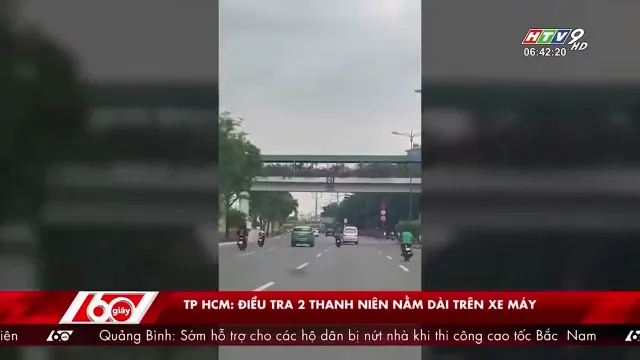 HTV9 HD
06:42:20
60 giây
TP HCM: ĐIỀU TRA 2 THANH NIÊN NẰM DÀI TRÊN XE MÁY
iên
Quảng Bình: Sớm hỗ trợ cho các hộ dân bị nứt nhà khi thi công cao tốc Bắc Nam